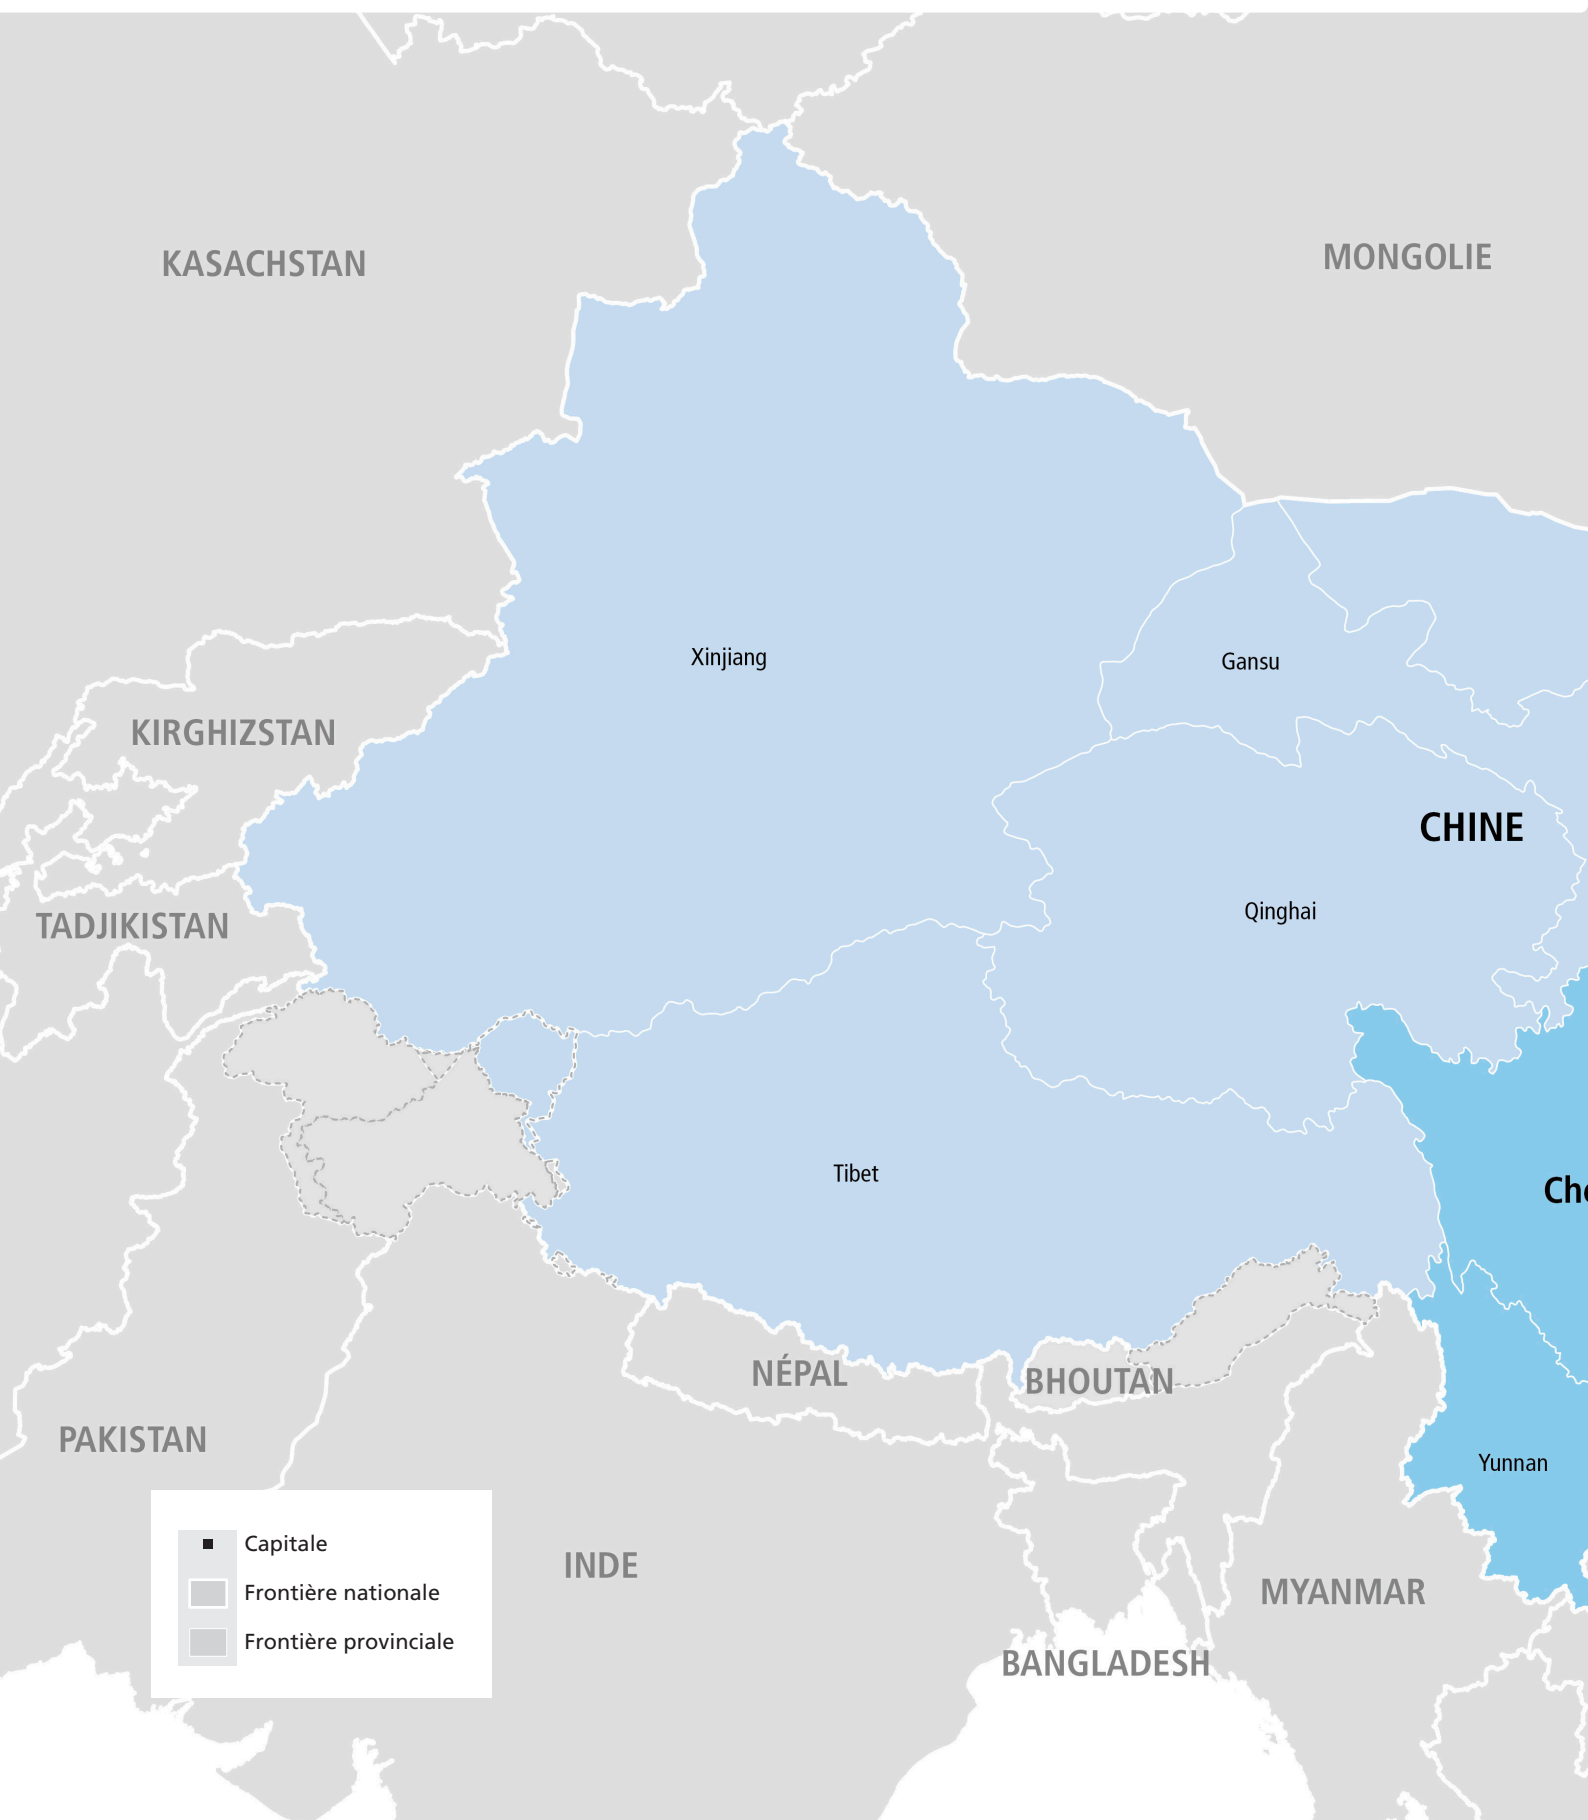 KASACHSTAN
MONGOLIE
Xinjiang
Gansu
KIRGHIZSTAN
CHINE
Qinghai
TADJIKISTAN
Tibet
NÉPAL
BHOUTAN
PAKISTAN
Yunnan
Capitale
Frontière nationale
Frontière provinciale
INDE
MYANMAR
BANGLADESH